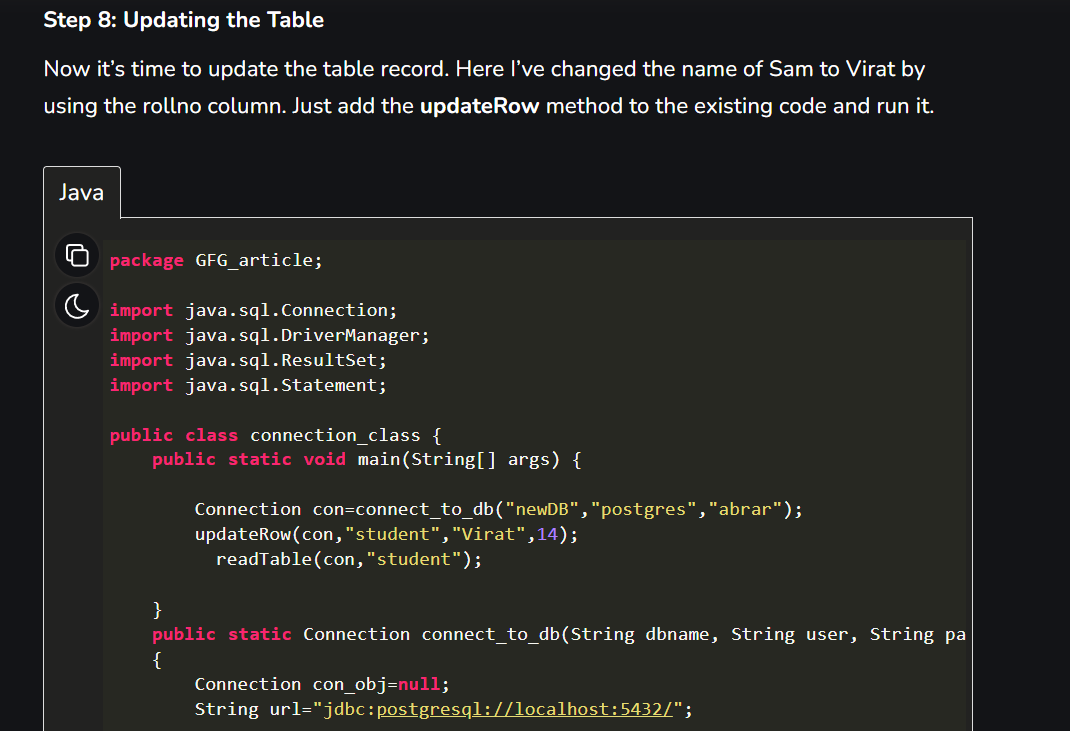 Step 8: Updating the Table
Now it’s time to update the table record. Here I’ve changed the name of Sam to Virat by
using the rollno column. Just add the updateRow method to the existing code and run it.
Java
package GFG_article;
import java.sql.Connection;
import java.sql.DriverManager;
import java.sql.ResultSet;
import java.sql.Statement;
public class connection_class {
    public static void main(String[] args) {
        Connection con=connect_to_db("newDB","postgres","abrar");
        updateRow(con,"student","Virat",14);
          readTable(con,"student");
    }
    public static Connection connect_to_db(String dbname, String user, String pa
    {
        Connection con_obj=null;
        String url="jdbc:postgresql://localhost:5432/";